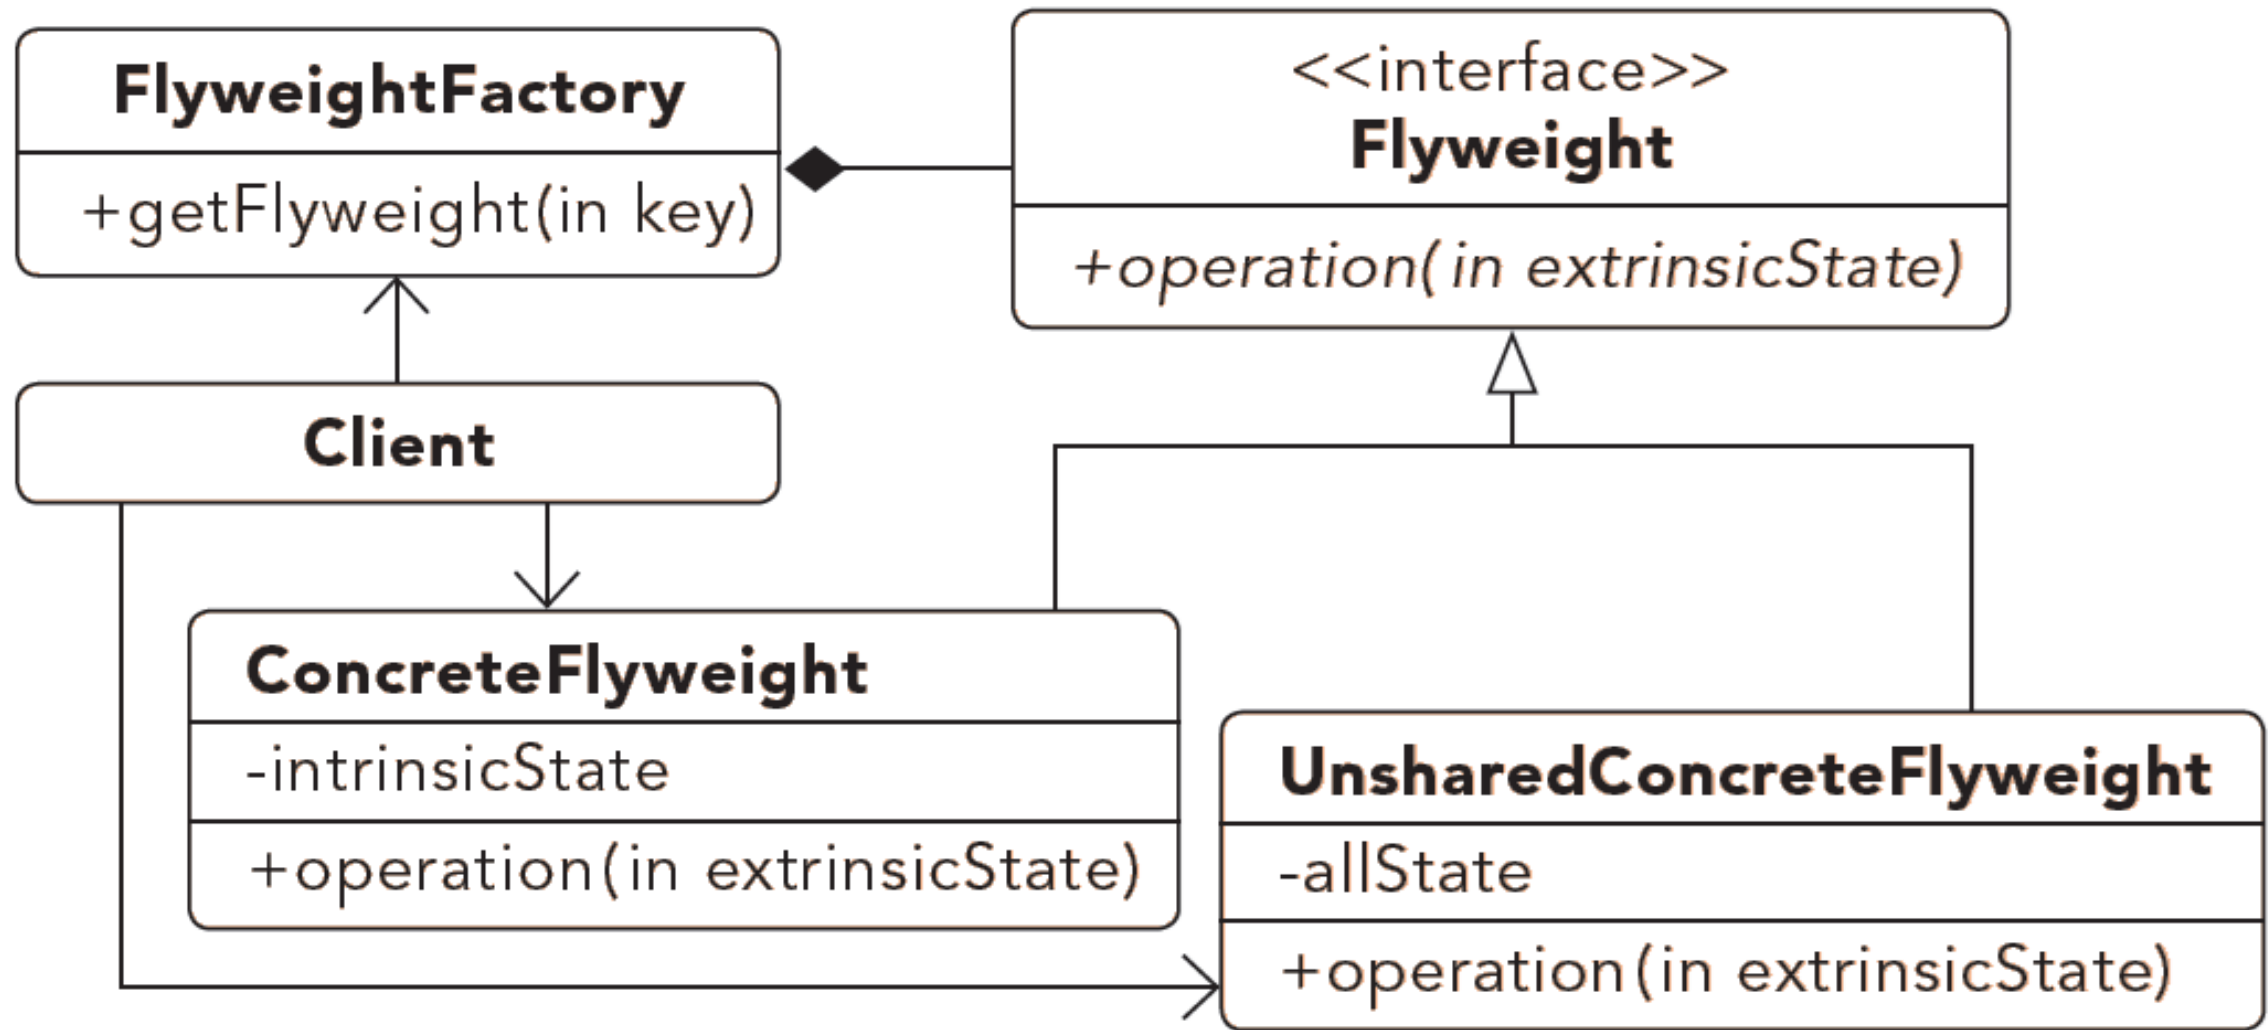 FlyweightFactory
+getFlyweight(in key)
<<interface>>
Flyweight
+operation( in extrinsicState)
Client
ConcreteFlyweight
-intrinsicState
+operation(in extrinsicState)
UnsharedConcreteFlyweight
-allState
+operation(in extrinsicState)